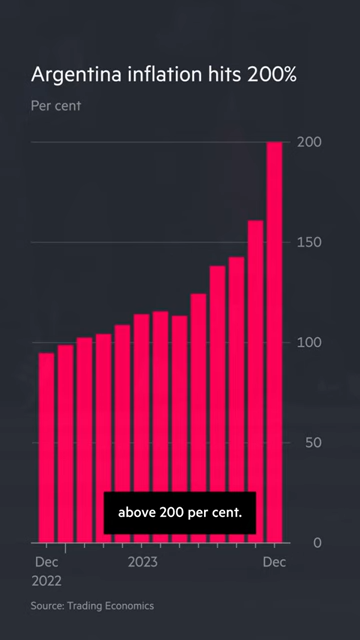 Argentina inflation hits 200%
Per cent
200
150
100
50
above 200 per cent.
0
Dec 2023 Dec
2022
Source: Trading Economics